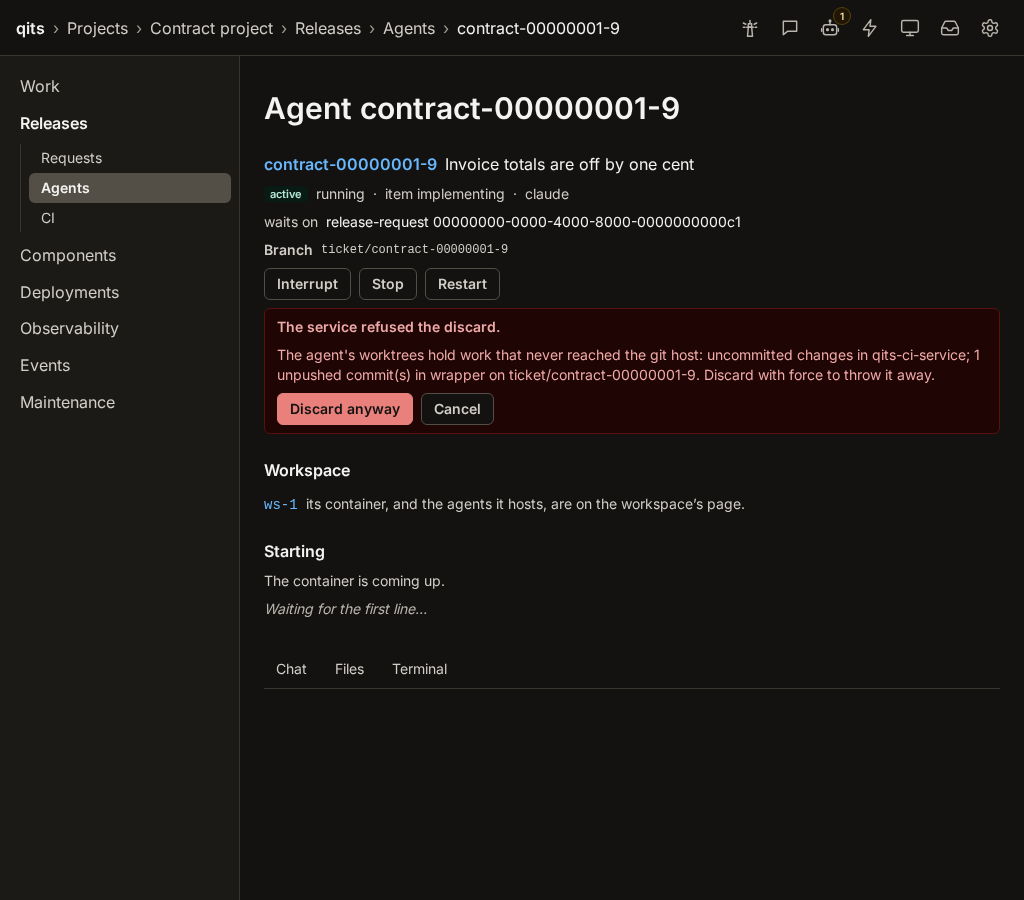 qits › Projects › Contract project › Releases › Agents › contract-00000001-9
1
Work
Releases
Requests
Agents
CI
Components
Deployments
Observability
Events
Maintenance
Agent contract-00000001-9
contract-00000001-9 Invoice totals are off by one cent
active running · item implementing · claude
waits on release-request 00000000-0000-4000-8000-0000000000c1
Branch ticket/contract-00000001-9
Interrupt Stop Restart
The service refused the discard.
The agent's worktrees hold work that never reached the git host: uncommitted changes in qits-ci-service; 1
unpushed commit(s) in wrapper on ticket/contract-00000001-9. Discard with force to throw it away.
Discard anyway Cancel
Workspace
ws-1 its container, and the agents it hosts, are on the workspace’s page.
Starting
The container is coming up.
Waiting for the first line…
Chat Files Terminal